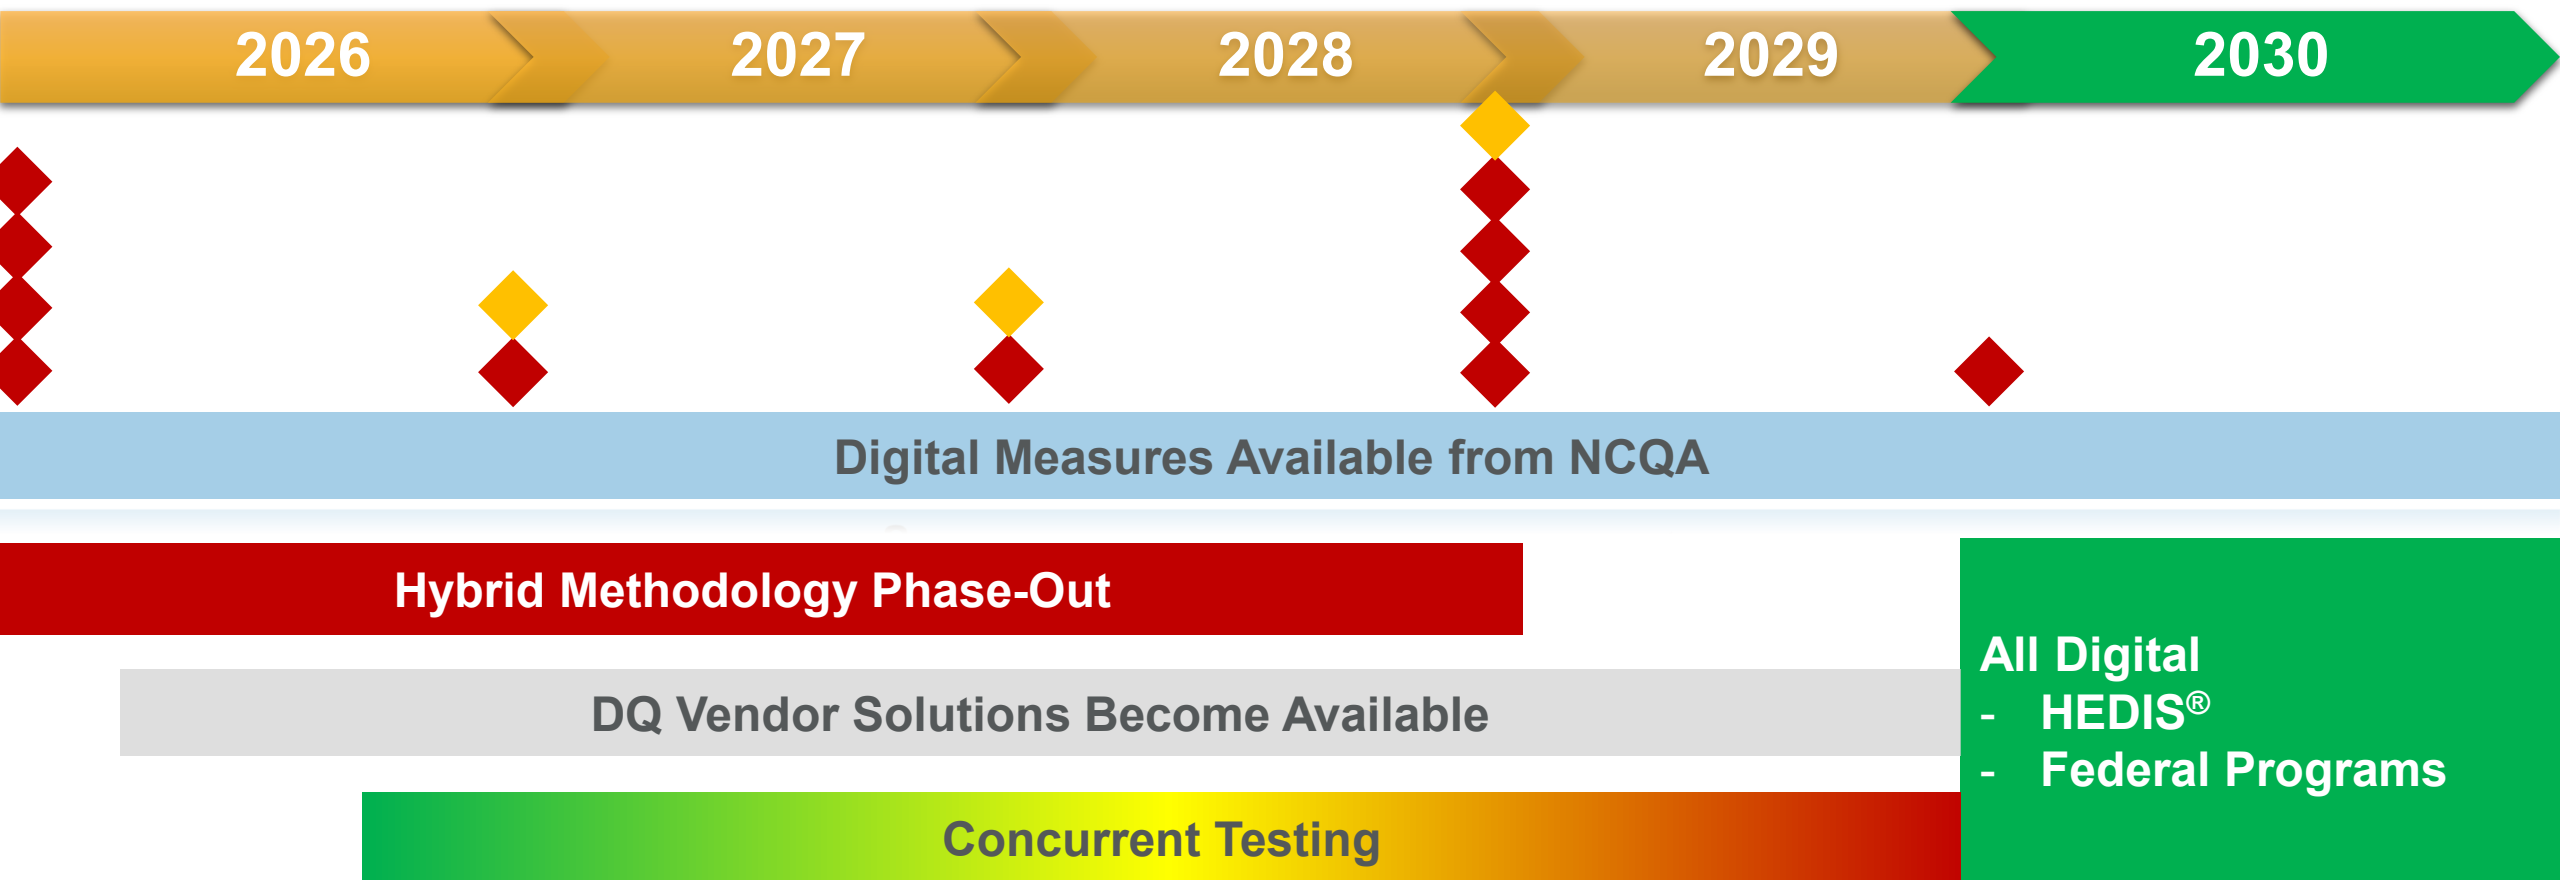 2026 2027 2028 2029 2030
Digital Measures Available from NCQA
Hybrid Methodology Phase-Out
DQ Vendor Solutions Become Available
Concurrent Testing
All Digital
- HEDIS®
- Federal Programs